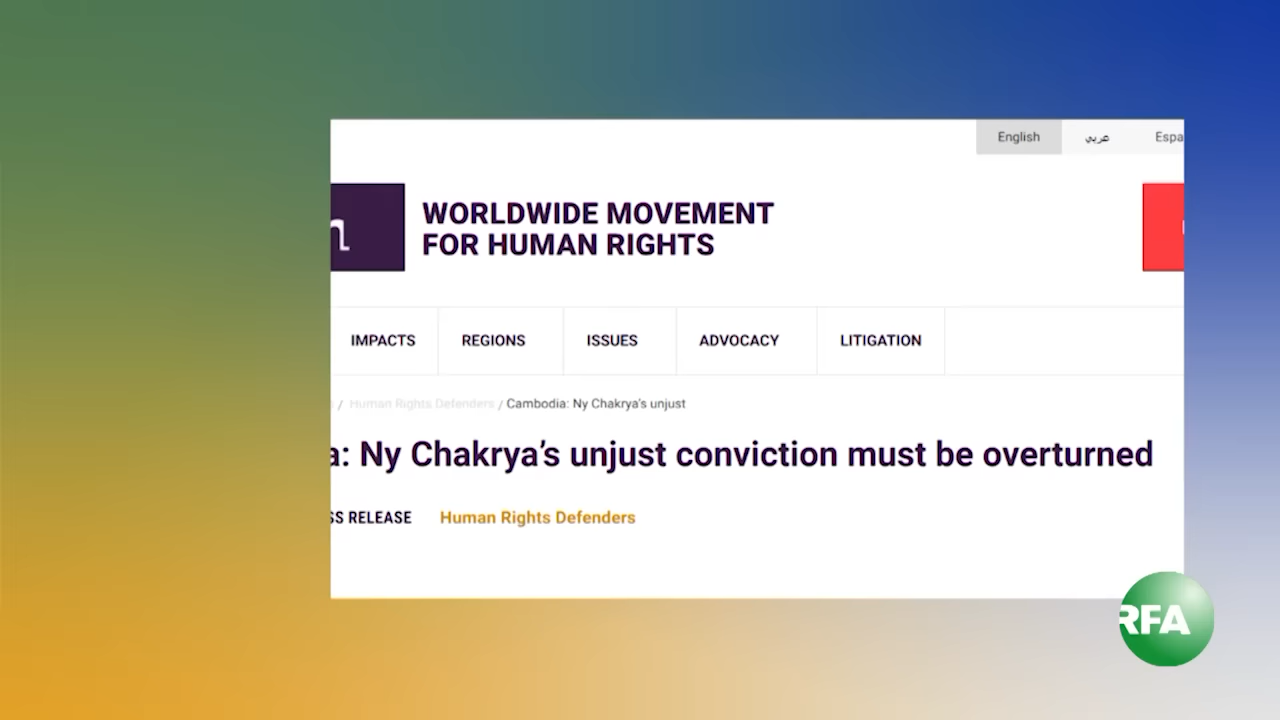 English عربي Espa
WORLDWIDE MOVEMENT
FOR HUMAN RIGHTS
IMPACTS REGIONS ISSUES ADVOCACY LITIGATION
/ Human Rights Defenders / Cambodia: Ny Chakrya's unjust
a: Ny Chakrya's unjust conviction must be overturned
SS RELEASE Human Rights Defenders
RFA